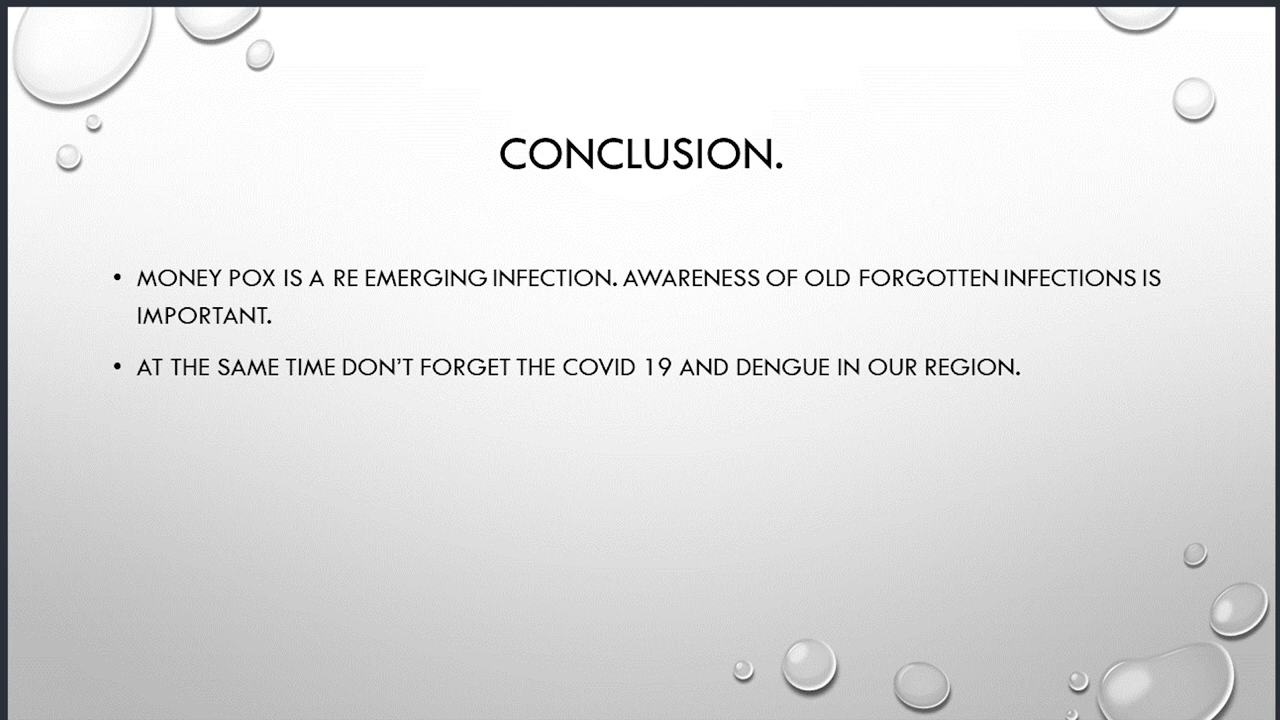 CONCLUSION.
• MONEY POX IS A RE EMERGING INFECTION. AWARENESS OF OLD FORGOTTEN INFECTIONS IS
IMPORTANT.
• AT THE SAME TIME DON’T FORGET THE COVID 19 AND DENGUE IN OUR REGION.